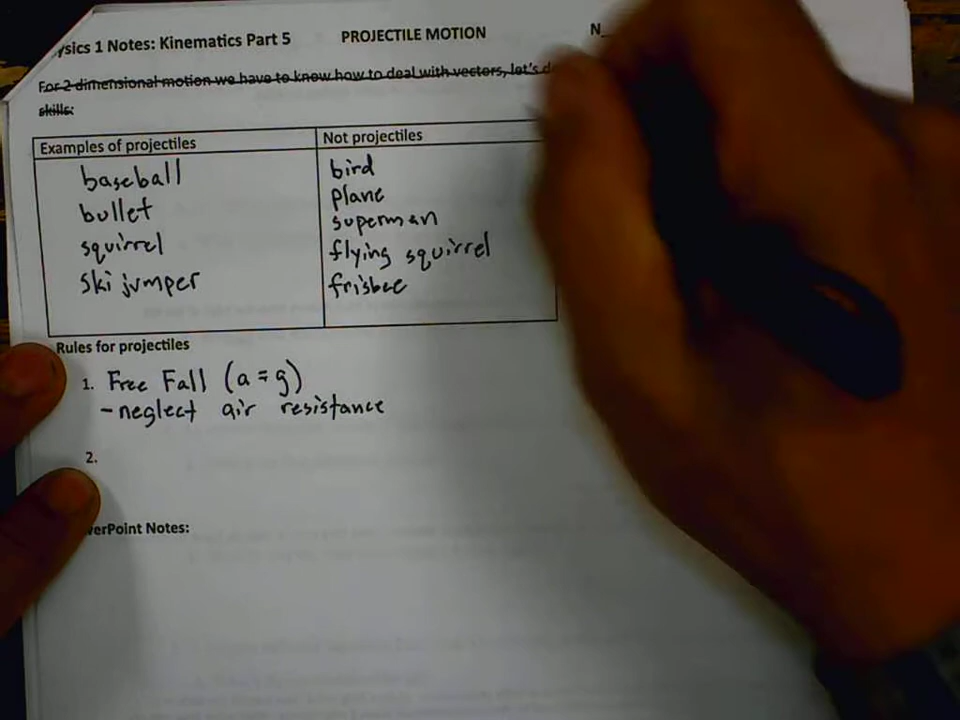 ysics 1 Notes: Kinematics Part 5 PROJECTILE MOTION N_
For 2 dimensional motion we have to know how to deal with vectors, let's d
skills:
Examples of projectiles Not projectiles
baseball bird
bullet plane
squirrel superman
ski jumper flying squirrel
frisbee
Rules for projectiles
1. Free Fall (a = g)
- neglect air resistance
2.
erPoint Notes: